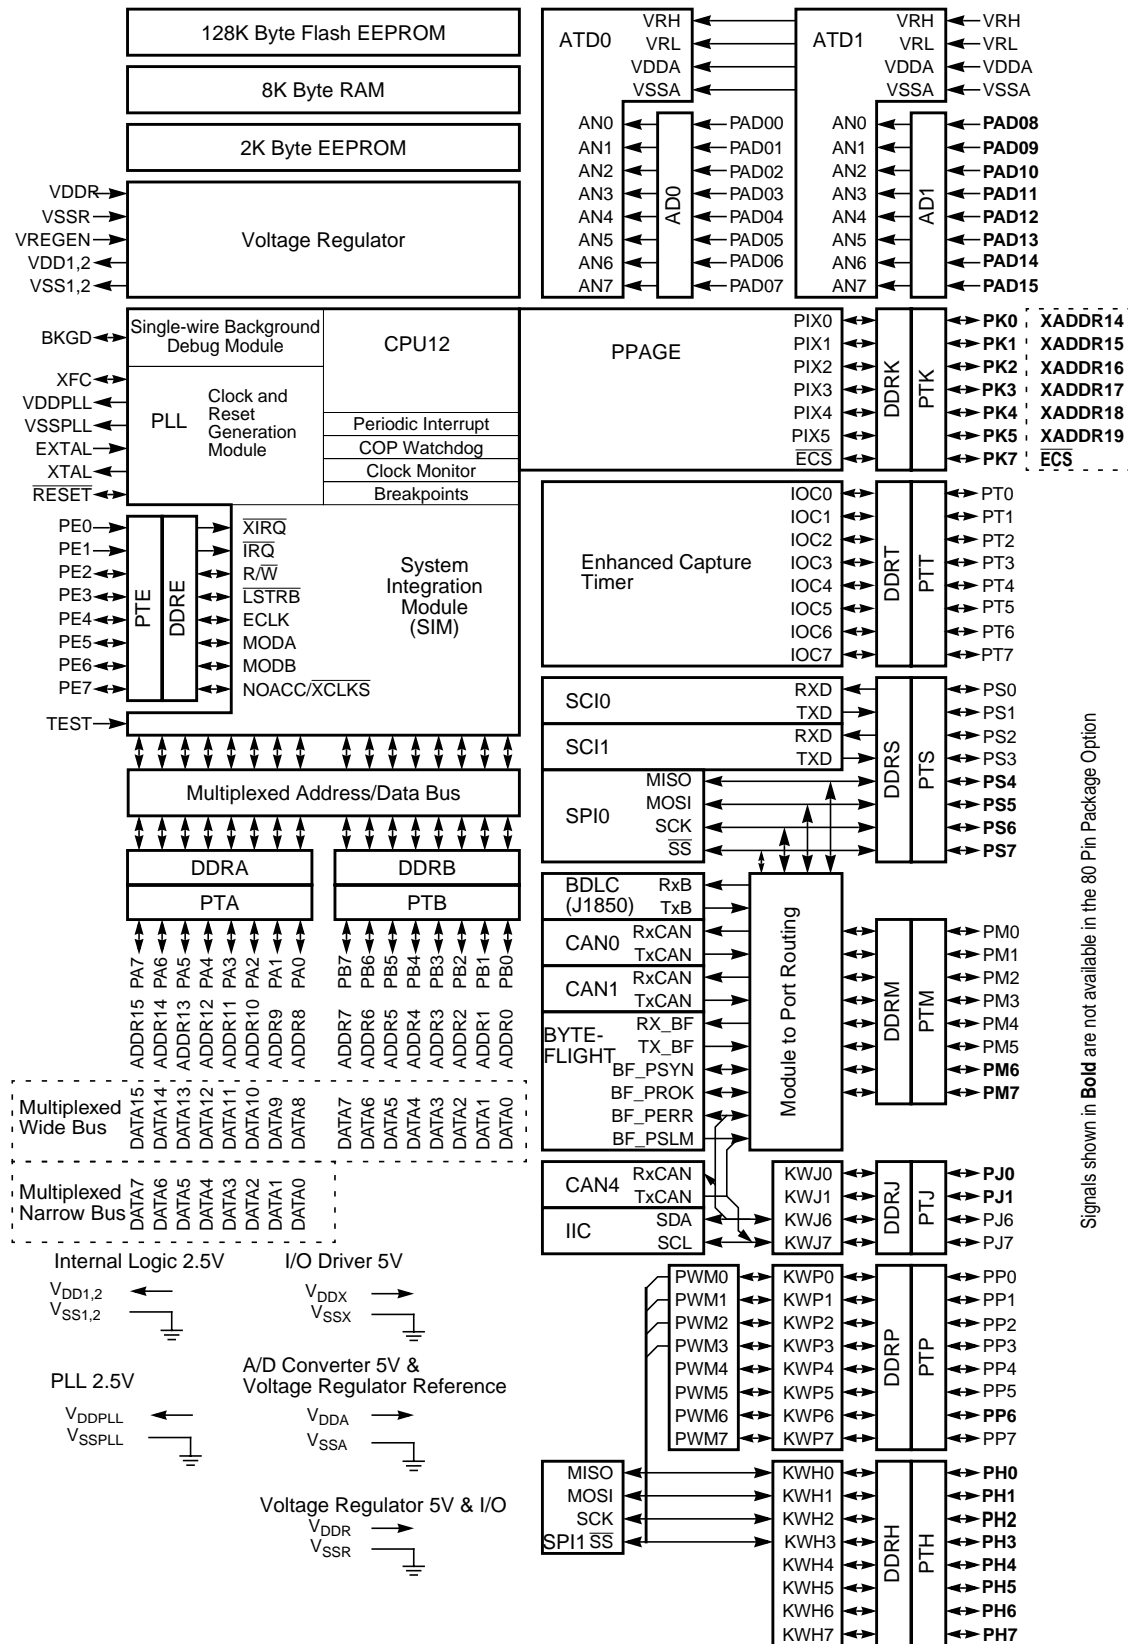 128K Byte Flash EEPROM
8K Byte RAM
2K Byte EEPROM
VDDR
VSSR
VREGEN
VDD1,2
VSS1,2
Voltage Regulator
ATD0
VRH
VRL
VDDA
VSSA
AN0
AN1
AN2
AN3
AN4
AN5
AN6
AN7
AD0
PAD00
PAD01
PAD02
PAD03
PAD04
PAD05
PAD06
PAD07
ATD1
VRH
VRL
VDDA
VSSA
AN0
AN1
AN2
AN3
AN4
AN5
AN6
AN7
AD1
VRH
VRL
VDDA
VSSA
PAD08
PAD09
PAD10
PAD11
PAD12
PAD13
PAD14
PAD15
BKGD
XFC
VDDPLL
VSSPLL
EXTAL
XTAL
RESET
Single-wire Background
Debug Module
CPU12
PLL
Clock and
Reset
Generation
Module
Periodic Interrupt
COP Watchdog
Clock Monitor
Breakpoints
PPAGE
PIX0
PIX1
PIX2
PIX3
PIX4
PIX5
ECS
DDRK
PTK
PK0 XADDR14
PK1 XADDR15
PK2 XADDR16
PK3 XADDR17
PK4 XADDR18
PK5 XADDR19
PK7 ECS
PE0
PE1
PE2
PE3
PE4
PE5
PE6
PE7
TEST
PTE
DDRE
XIRQ
IRQ
R/W
LSTRB
ECLK
MODA
MODB
NOACC/XCLKS
System
Integration
Module
(SIM)
Enhanced Capture
Timer
IOC0
IOC1
IOC2
IOC3
IOC4
IOC5
IOC6
IOC7
DDRT
PTT
PT0
PT1
PT2
PT3
PT4
PT5
PT6
PT7
SCI0
RXD
TXD
SCI1
RXD
TXD
SPI0
MISO
MOSI
SCK
SS
DDRS
PTS
PS0
PS1
PS2
PS3
PS4
PS5
PS6
PS7
Multiplexed Address/Data Bus
DDRA
DDRB
PTA
PTB
PA7
PA6
PA5
PA4
PA3
PA2
PA1
PA0
PB7
PB6
PB5
PB4
PB3
PB2
PB1
PB0
ADDR15
ADDR14
ADDR13
ADDR12
ADDR11
ADDR10
ADDR9
ADDR8
ADDR7
ADDR6
ADDR5
ADDR4
ADDR3
ADDR2
ADDR1
ADDR0
Multiplexed
Wide Bus
DATA15
DATA14
DATA13
DATA12
DATA11
DATA10
DATA9
DATA8
DATA7
DATA6
DATA5
DATA4
DATA3
DATA2
DATA1
DATA0
Multiplexed
Narrow Bus
DATA7
DATA6
DATA5
DATA4
DATA3
DATA2
DATA1
DATA0
BDLC
(J1850)
RxB
TxB
CAN0
RxCAN
TxCAN
CAN1
RxCAN
TxCAN
BYTE-
FLIGHT
RX_BF
TX_BF
BF_PSYN
BF_PROK
BF_PERR
BF_PSLM
Module to Port Routing
DDRM
PTM
PM0
PM1
PM2
PM3
PM4
PM5
PM6
PM7
CAN4
RxCAN
TxCAN
IIC
SDA
SCL
KWJ0
KWJ1
KWJ6
KWJ7
DDRJ
PTJ
PJ0
PJ1
PJ6
PJ7
PWM0
PWM1
PWM2
PWM3
PWM4
PWM5
PWM6
PWM7
KWP0
KWP1
KWP2
KWP3
KWP4
KWP5
KWP6
KWP7
DDRP
PTP
PP0
PP1
PP2
PP3
PP4
PP5
PP6
PP7
MISO
MOSI
SCK
SPI1 SS
KWH0
KWH1
KWH2
KWH3
KWH4
KWH5
KWH6
KWH7
DDRH
PTH
PH0
PH1
PH2
PH3
PH4
PH5
PH6
PH7
Internal Logic 2.5V
VDD1,2
VSS1,2
I/O Driver 5V
VDDX
VSSX
PLL 2.5V
VDDPLL
VSSPLL
A/D Converter 5V &
Voltage Regulator Reference
VDDA
VSSA
Voltage Regulator 5V & I/O
VDDR
VSSR
Signals shown in Bold are not available in the 80 Pin Package Option